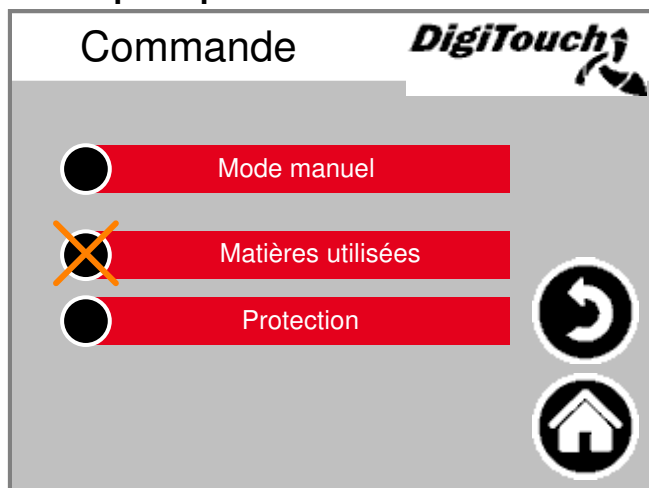 Commande
DigiTouch
Mode manuel
Matières utilisées
Protection